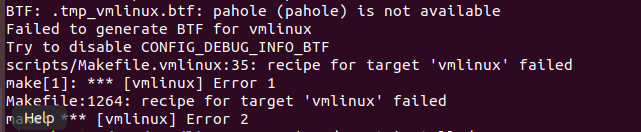 BTF: .tmp_vmlinux.btf: pahole (pahole) is not available
Failed to generate BTF for vmlinux
Try to disable CONFIG_DEBUG_INFO_BTF
scripts/Makefile.vmlinux:35: recipe for target 'vmlinux' failed
make[1]: *** [vmlinux] Error 1
Makefile:1264: recipe for target 'vmlinux' failed
Help *** [vmlinux] Error 2